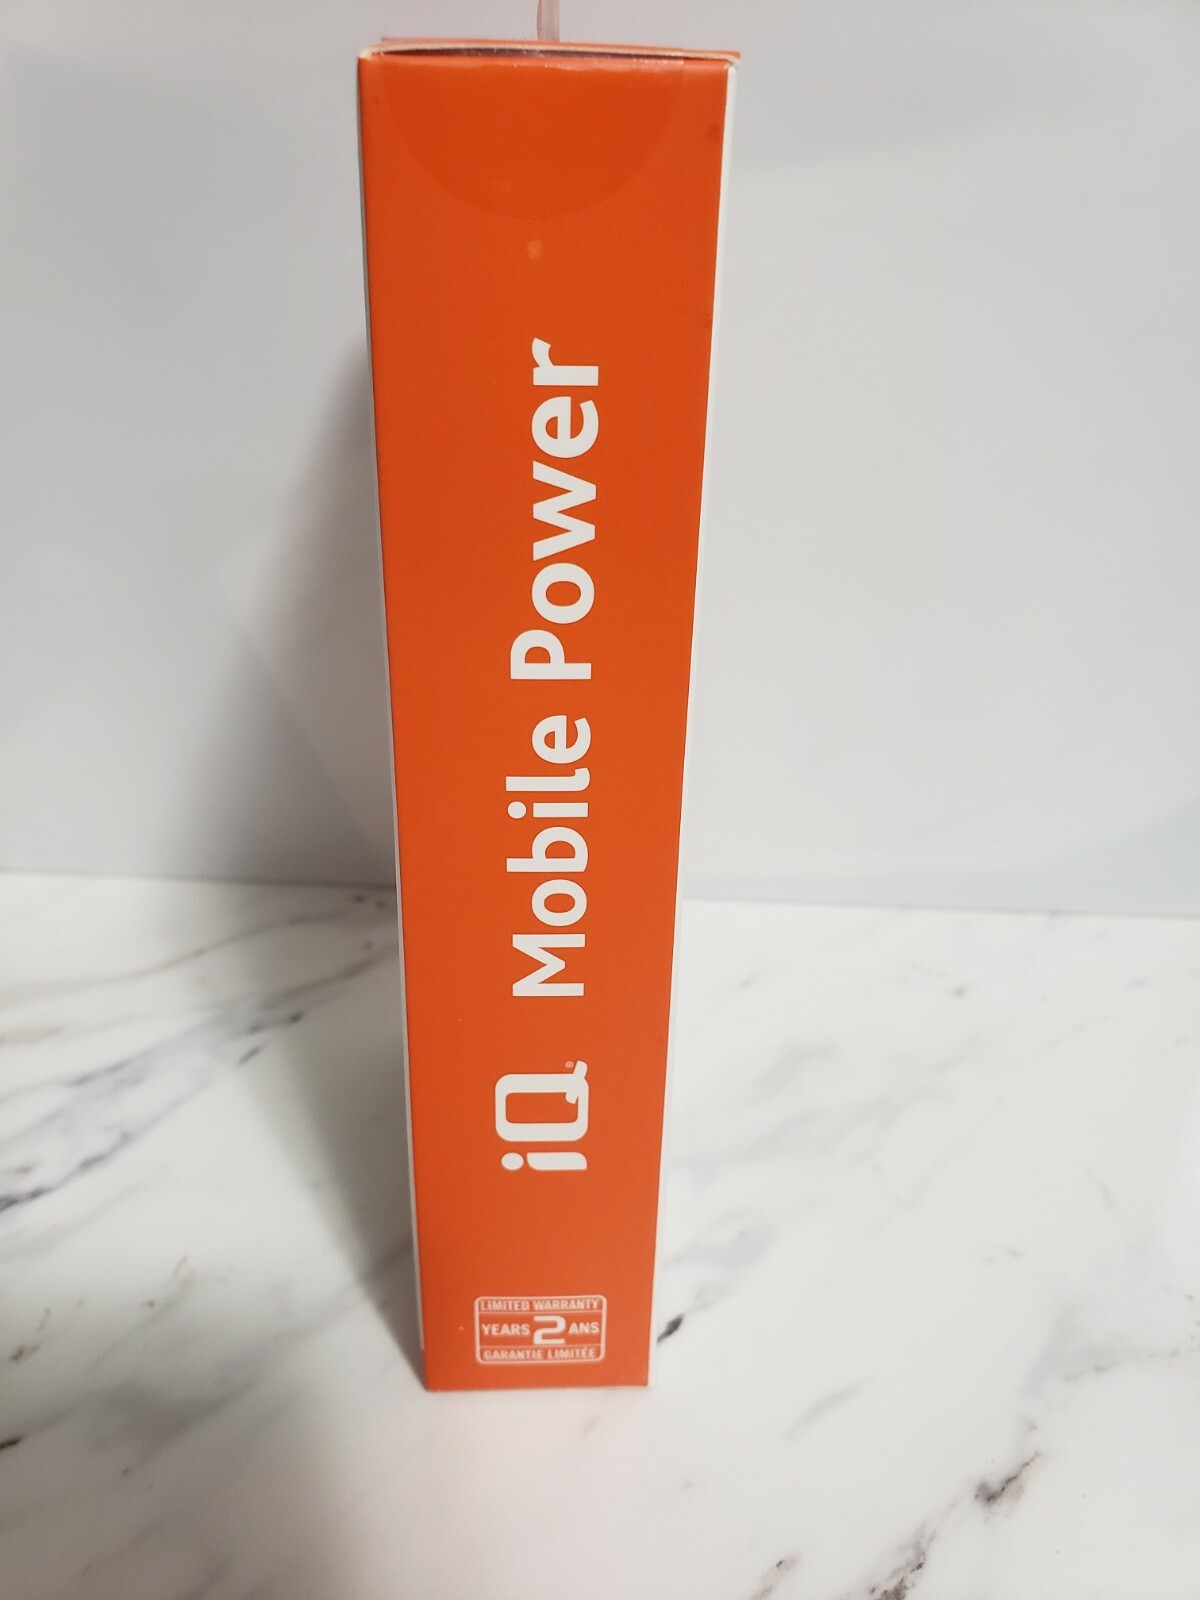 iQ® Mobile Power
LIMITED WARRANTY
YEARS 2 ANS
GARANTIE LIMITÉE